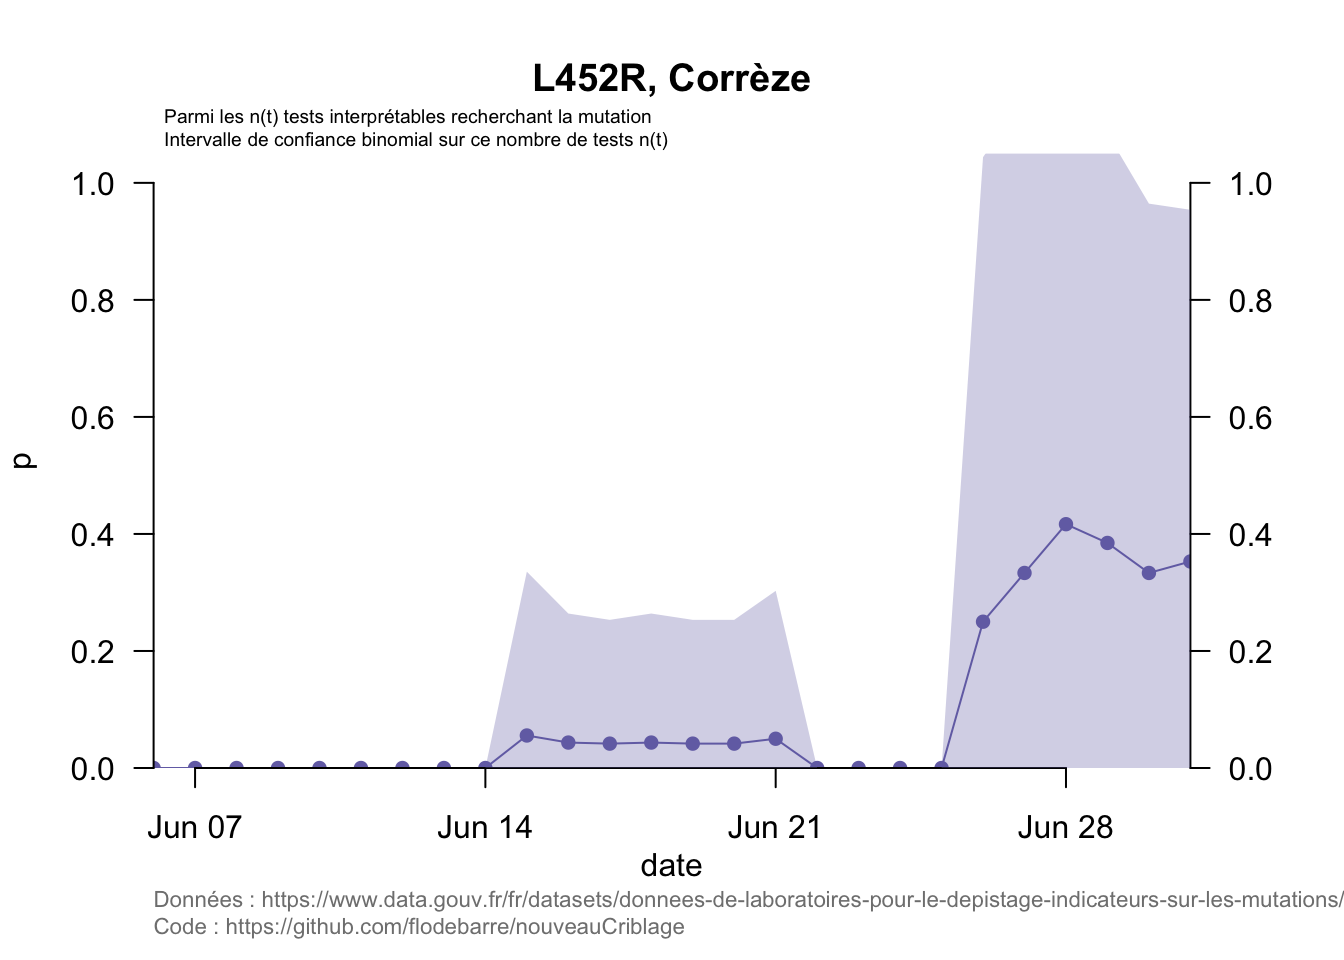 L452R, Corrèze
Parmi les n(t) tests interprétables recherchant la mutation
Intervalle de confiance binomial sur ce nombre de tests n(t)
1.0
1.0
0.8
0.8
0.6
0.6
p
0.4
0.4
0.2
0.2
0.0
0.0
Jun 07 Jun 14 Jun 21 Jun 28
date
Données : https://www.data.gouv.fr/fr/datasets/donnees-de-laboratoires-pour-le-depistage-indicateurs-sur-les-mutations/
Code : https://github.com/flodebarre/nouveauCriblage